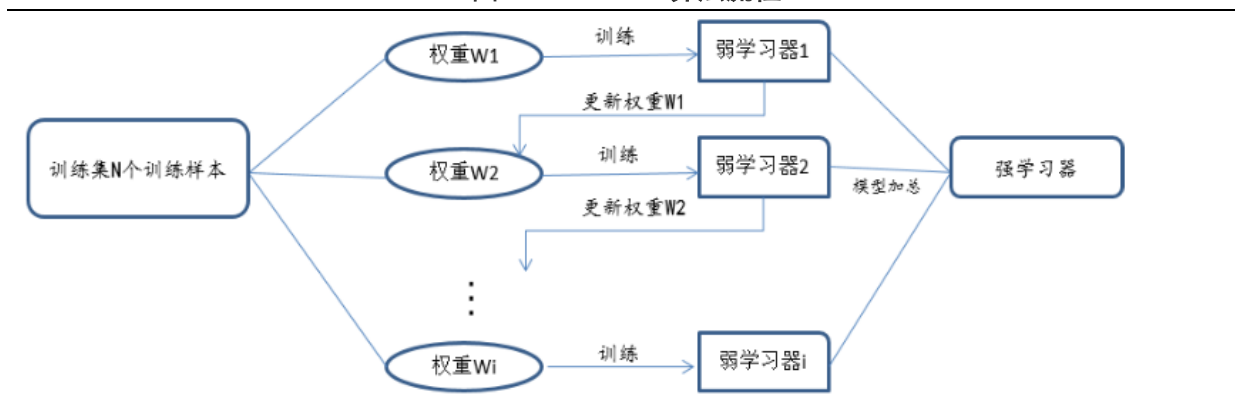 权重W1
训练
弱学习器1
更新权重W1
训练集N个训练样本
权重W2
训练
弱学习器2
模型加总
强学习器
更新权重W2
权重Wi
训练
弱学习器i